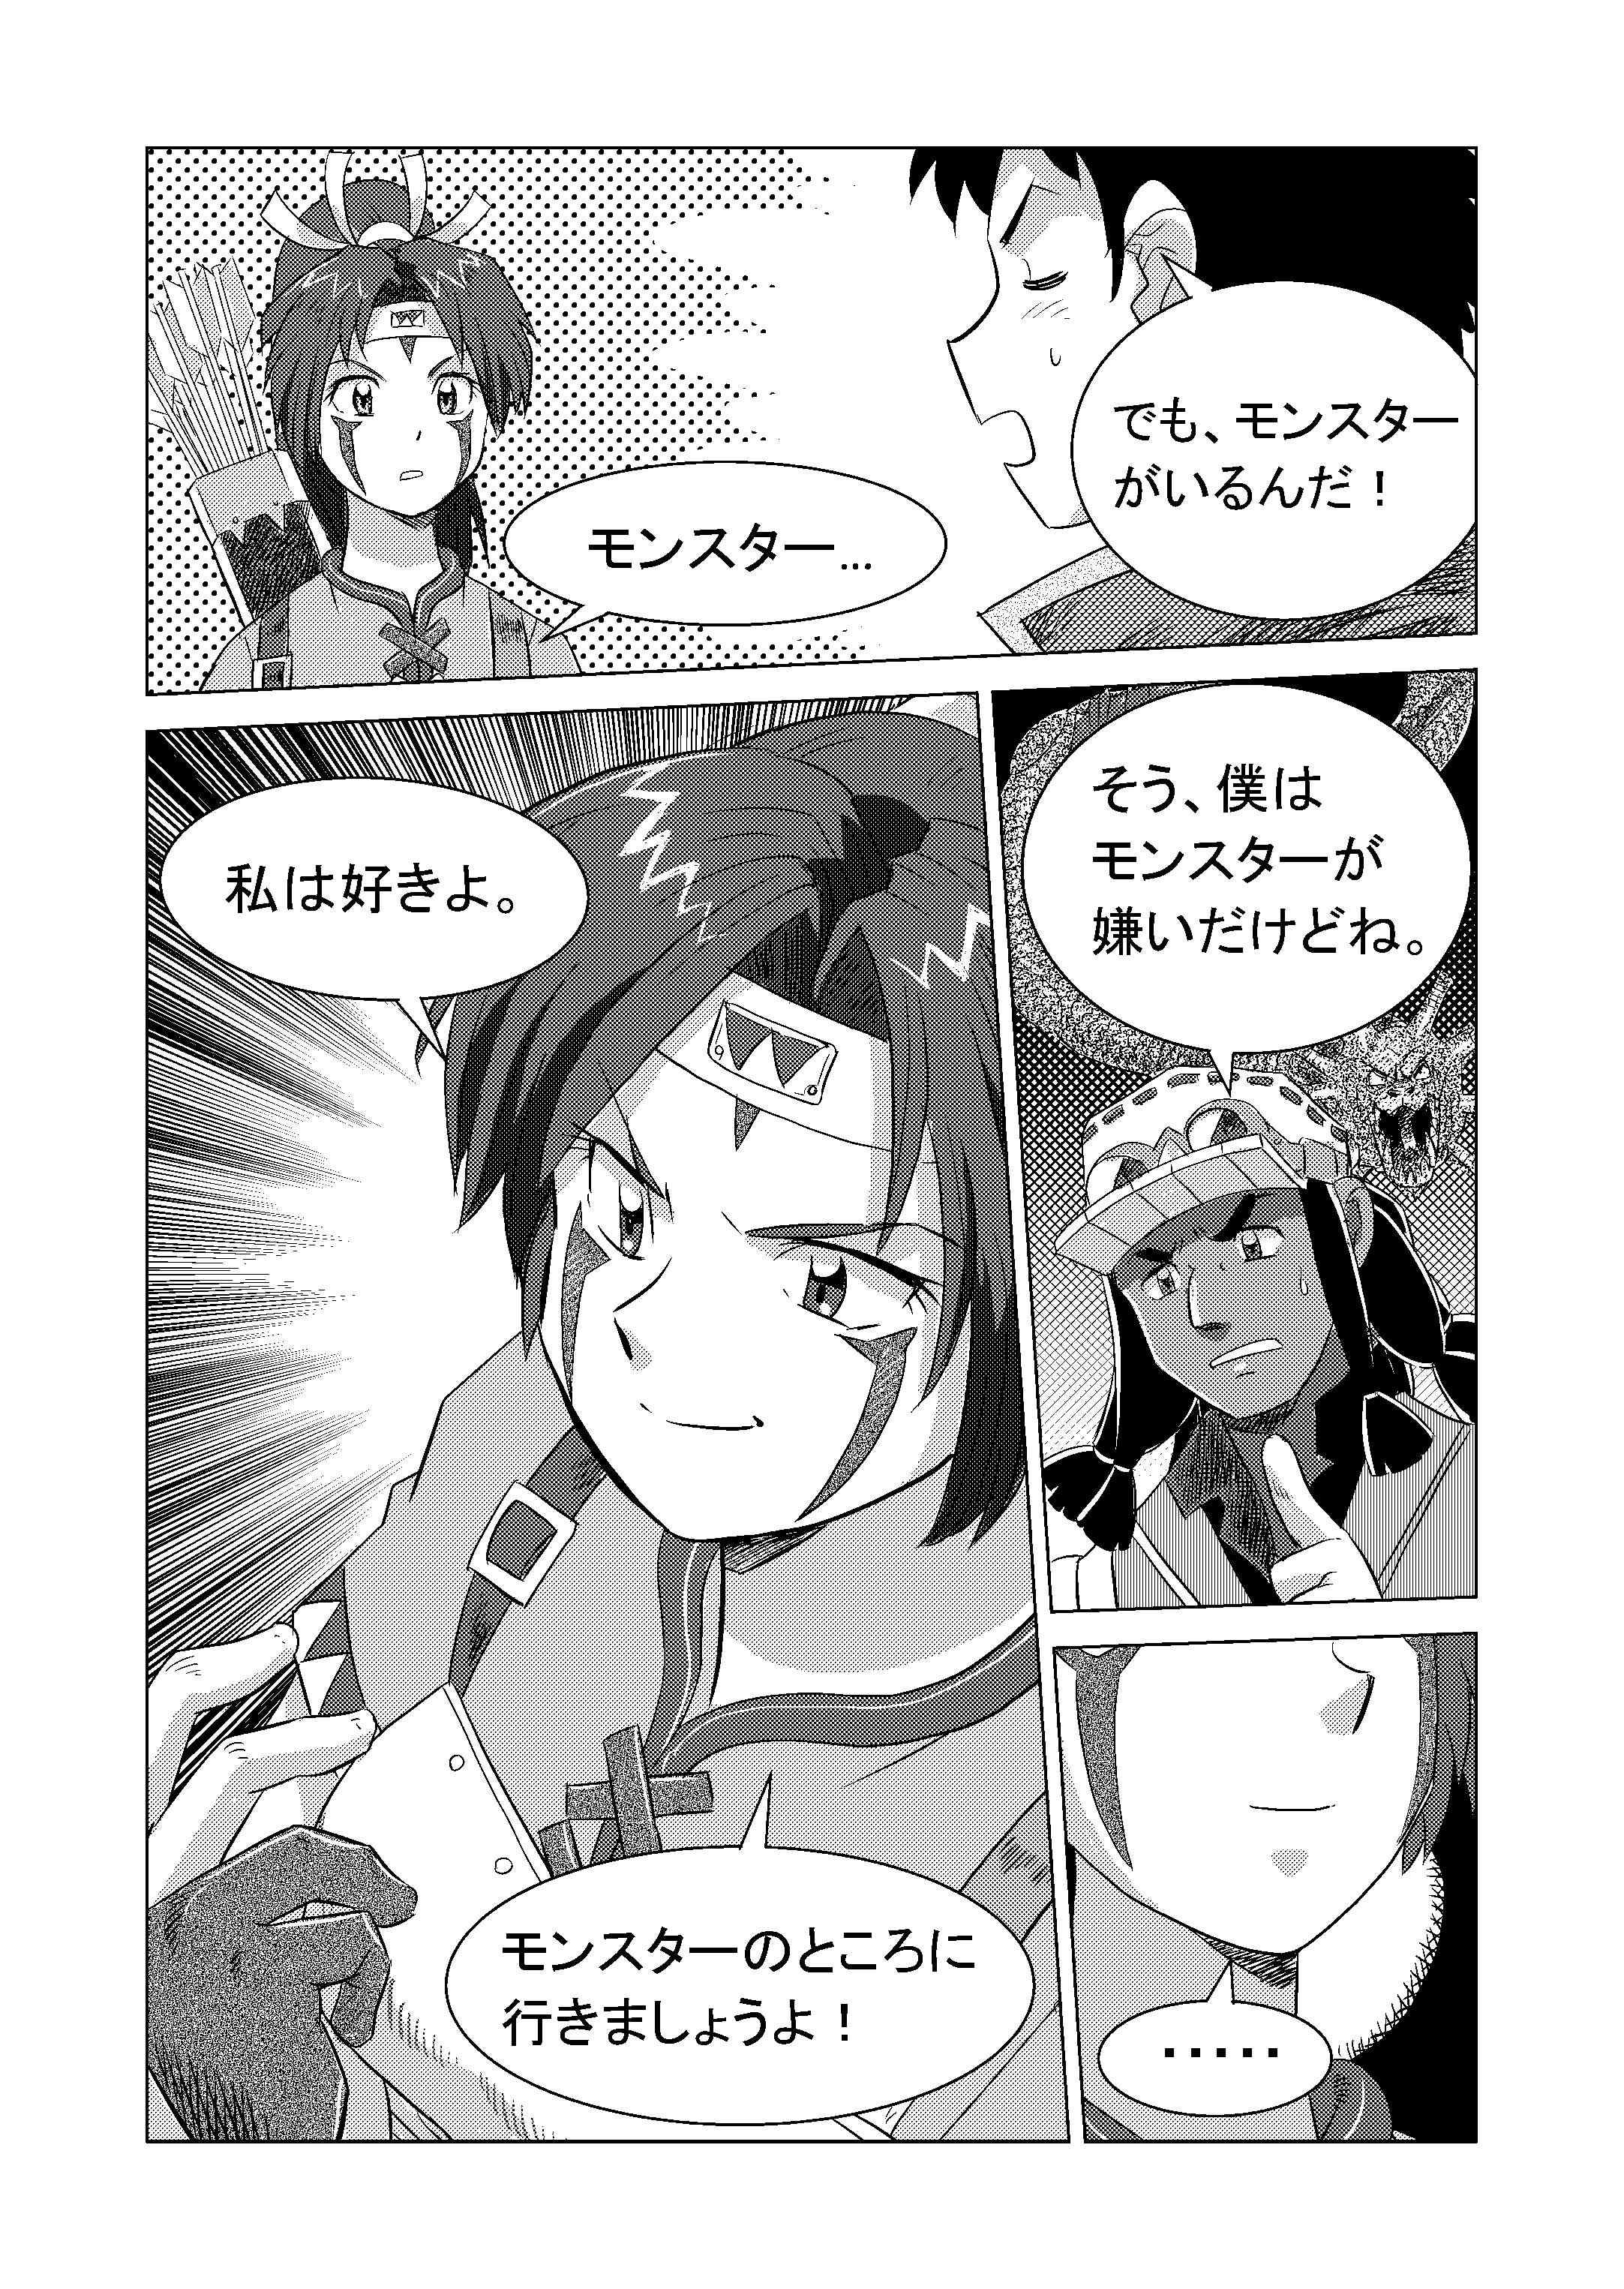 でも、モンスター
がいるんだ！
モンスター...
そう、僕は
モンスターが
嫌いだけどね。
・・・・・
私は好きよ。
モンスターのところに
行きましょうよ！